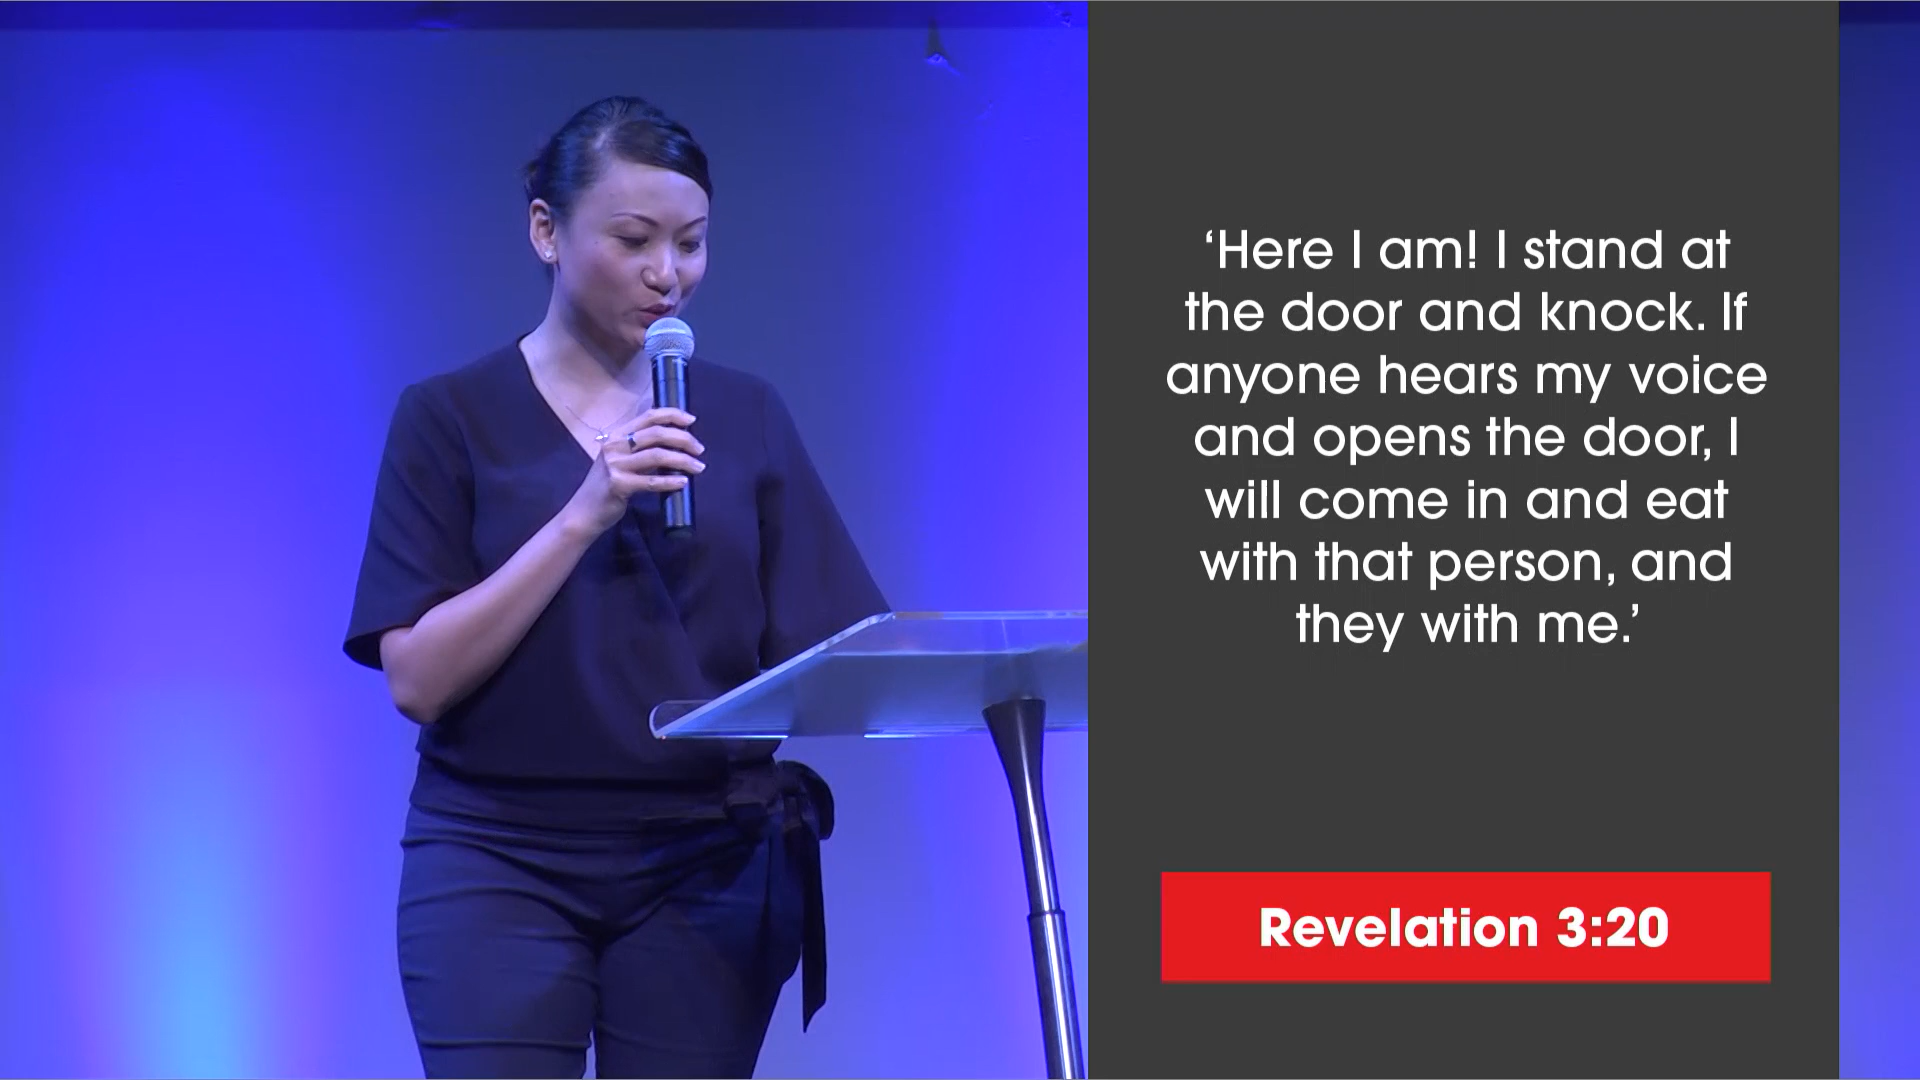 ‘Here I am! I stand at
the door and knock. If
anyone hears my voice
and opens the door, I
will come in and eat
with that person, and
they with me.’
Revelation 3:20